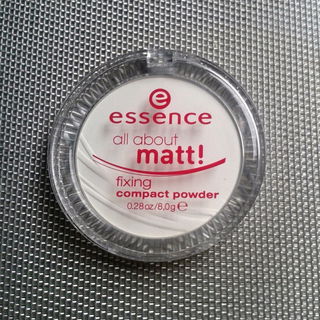 e
essence
all about
matt!
fixing
compact powder
0.28oz/8,0g ℮